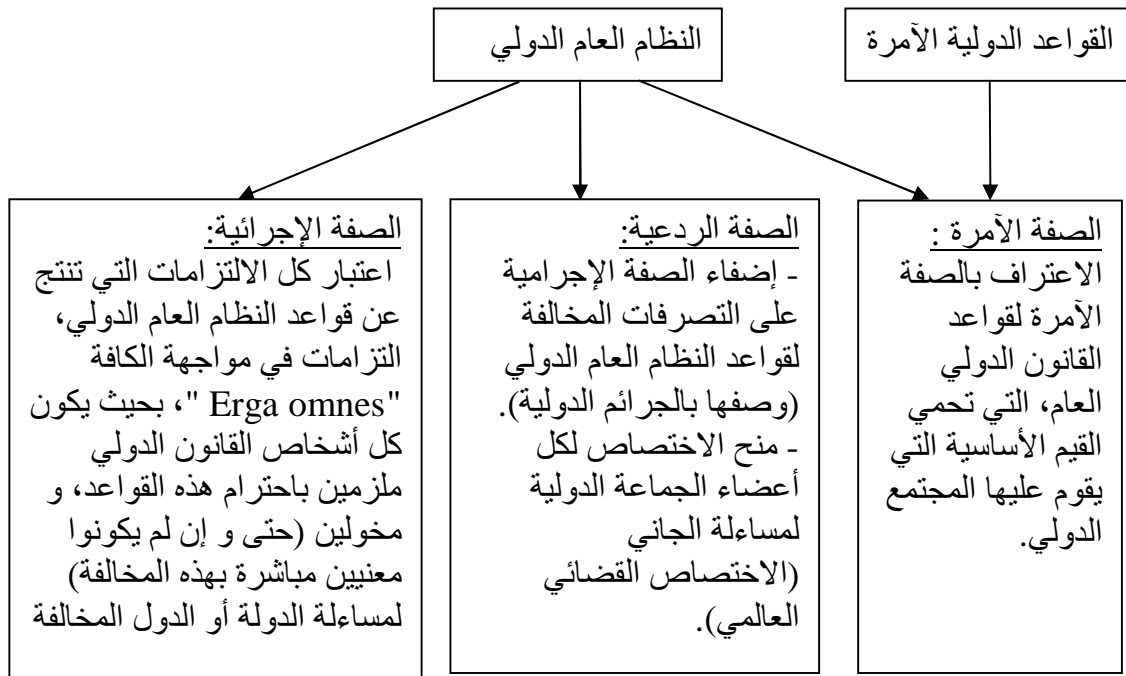 القواعد الدولية الآمرة
النظام العام الدولي
الصفة الآمرة :
الاعتراف بالصفة
الآمرة لقواعد
القانون الدولي
العام، التي تحمي
القيم الأساسية التي
يقوم عليها المجتمع
الدولي.
الصفة الردعية:
- إضفاء الصفة الإجرامية
على التصرفات المخالفة
لقواعد النظام العام الدولي
(وصفها بالجرائم الدولية).
- منح الاختصاص لكل
أعضاء الجماعة الدولية
لمساءلة الجاني
(الاختصاص القضائي
العالمي).
الصفة الإجرائية:
اعتبار كل الالتزامات التي تنتج
عن قواعد النظام العام الدولي،
التزامات في مواجهة الكافة
"Erga omnes "، بحيث يكون
كل أشخاص القانون الدولي
ملزمين باحترام هذه القواعد، و
مخولين (حتى و إن لم يكونوا
معنيين مباشرة بهذه المخالفة)
لمساءلة الدولة أو الدول المخالفة